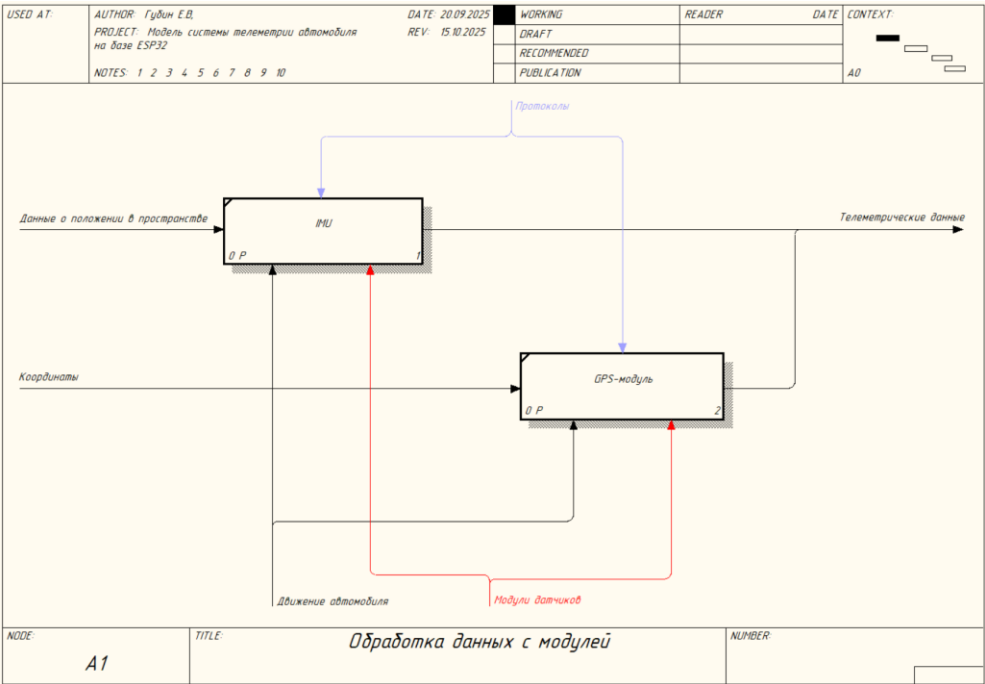 USED AT:
AUTHOR: Губин Е.В,
DATE: 20.09.2025
WORKING
READER
DATE
CONTEXT:
PROJECT: Модель системы телеметрии автомобиля
на базе ESP32
REV: 15.10.2025
DRAFT
RECOMMENDED
NOTES: 1 2 3 4 5 6 7 8 9 10
PUBLICATION
A0
Протоколы
Данные о положении в пространстве
IMU
0 Р
1
Телеметрические данные
Координаты
GPS-модуль
0 Р
2
Движение автомобиля
Модули датчиков
NODE:
A1
TITLE:
Обработка данных с модулей
NUMBER: